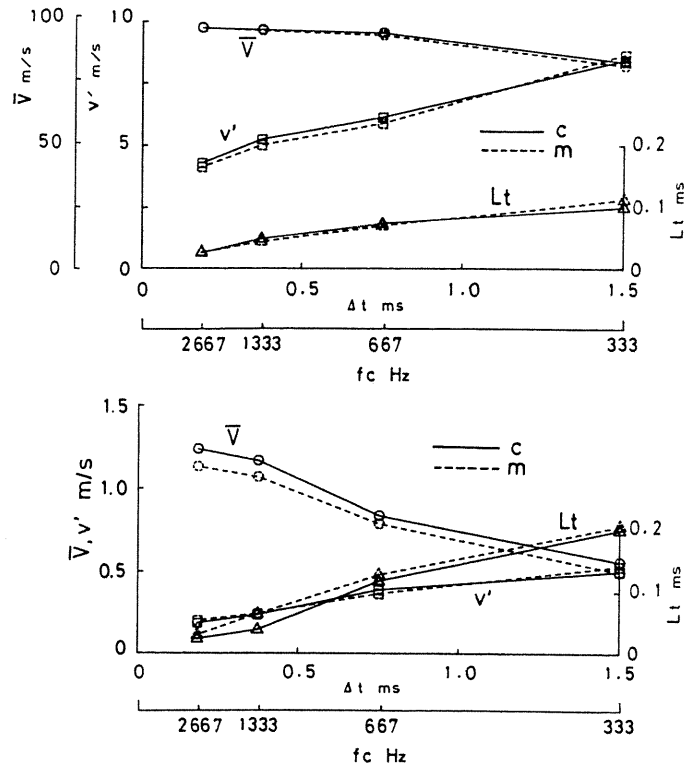 100
10
V̄ m/s
v' m/s
V̄
50
5
v'
c
m
0.2
Lt
0.1
Lt ms
0
0
0
0
0.5
1.0
1.5
Δt ms
2667
1333
667
333
fc Hz
1.5
V̄
c
m
V̄, v' m/s
1.0
Lt
0.2
0.5
v'
0.1
Lt ms
0
0
0
0.5
1.0
1.5
Δt ms
2667
1333
667
333
fc Hz